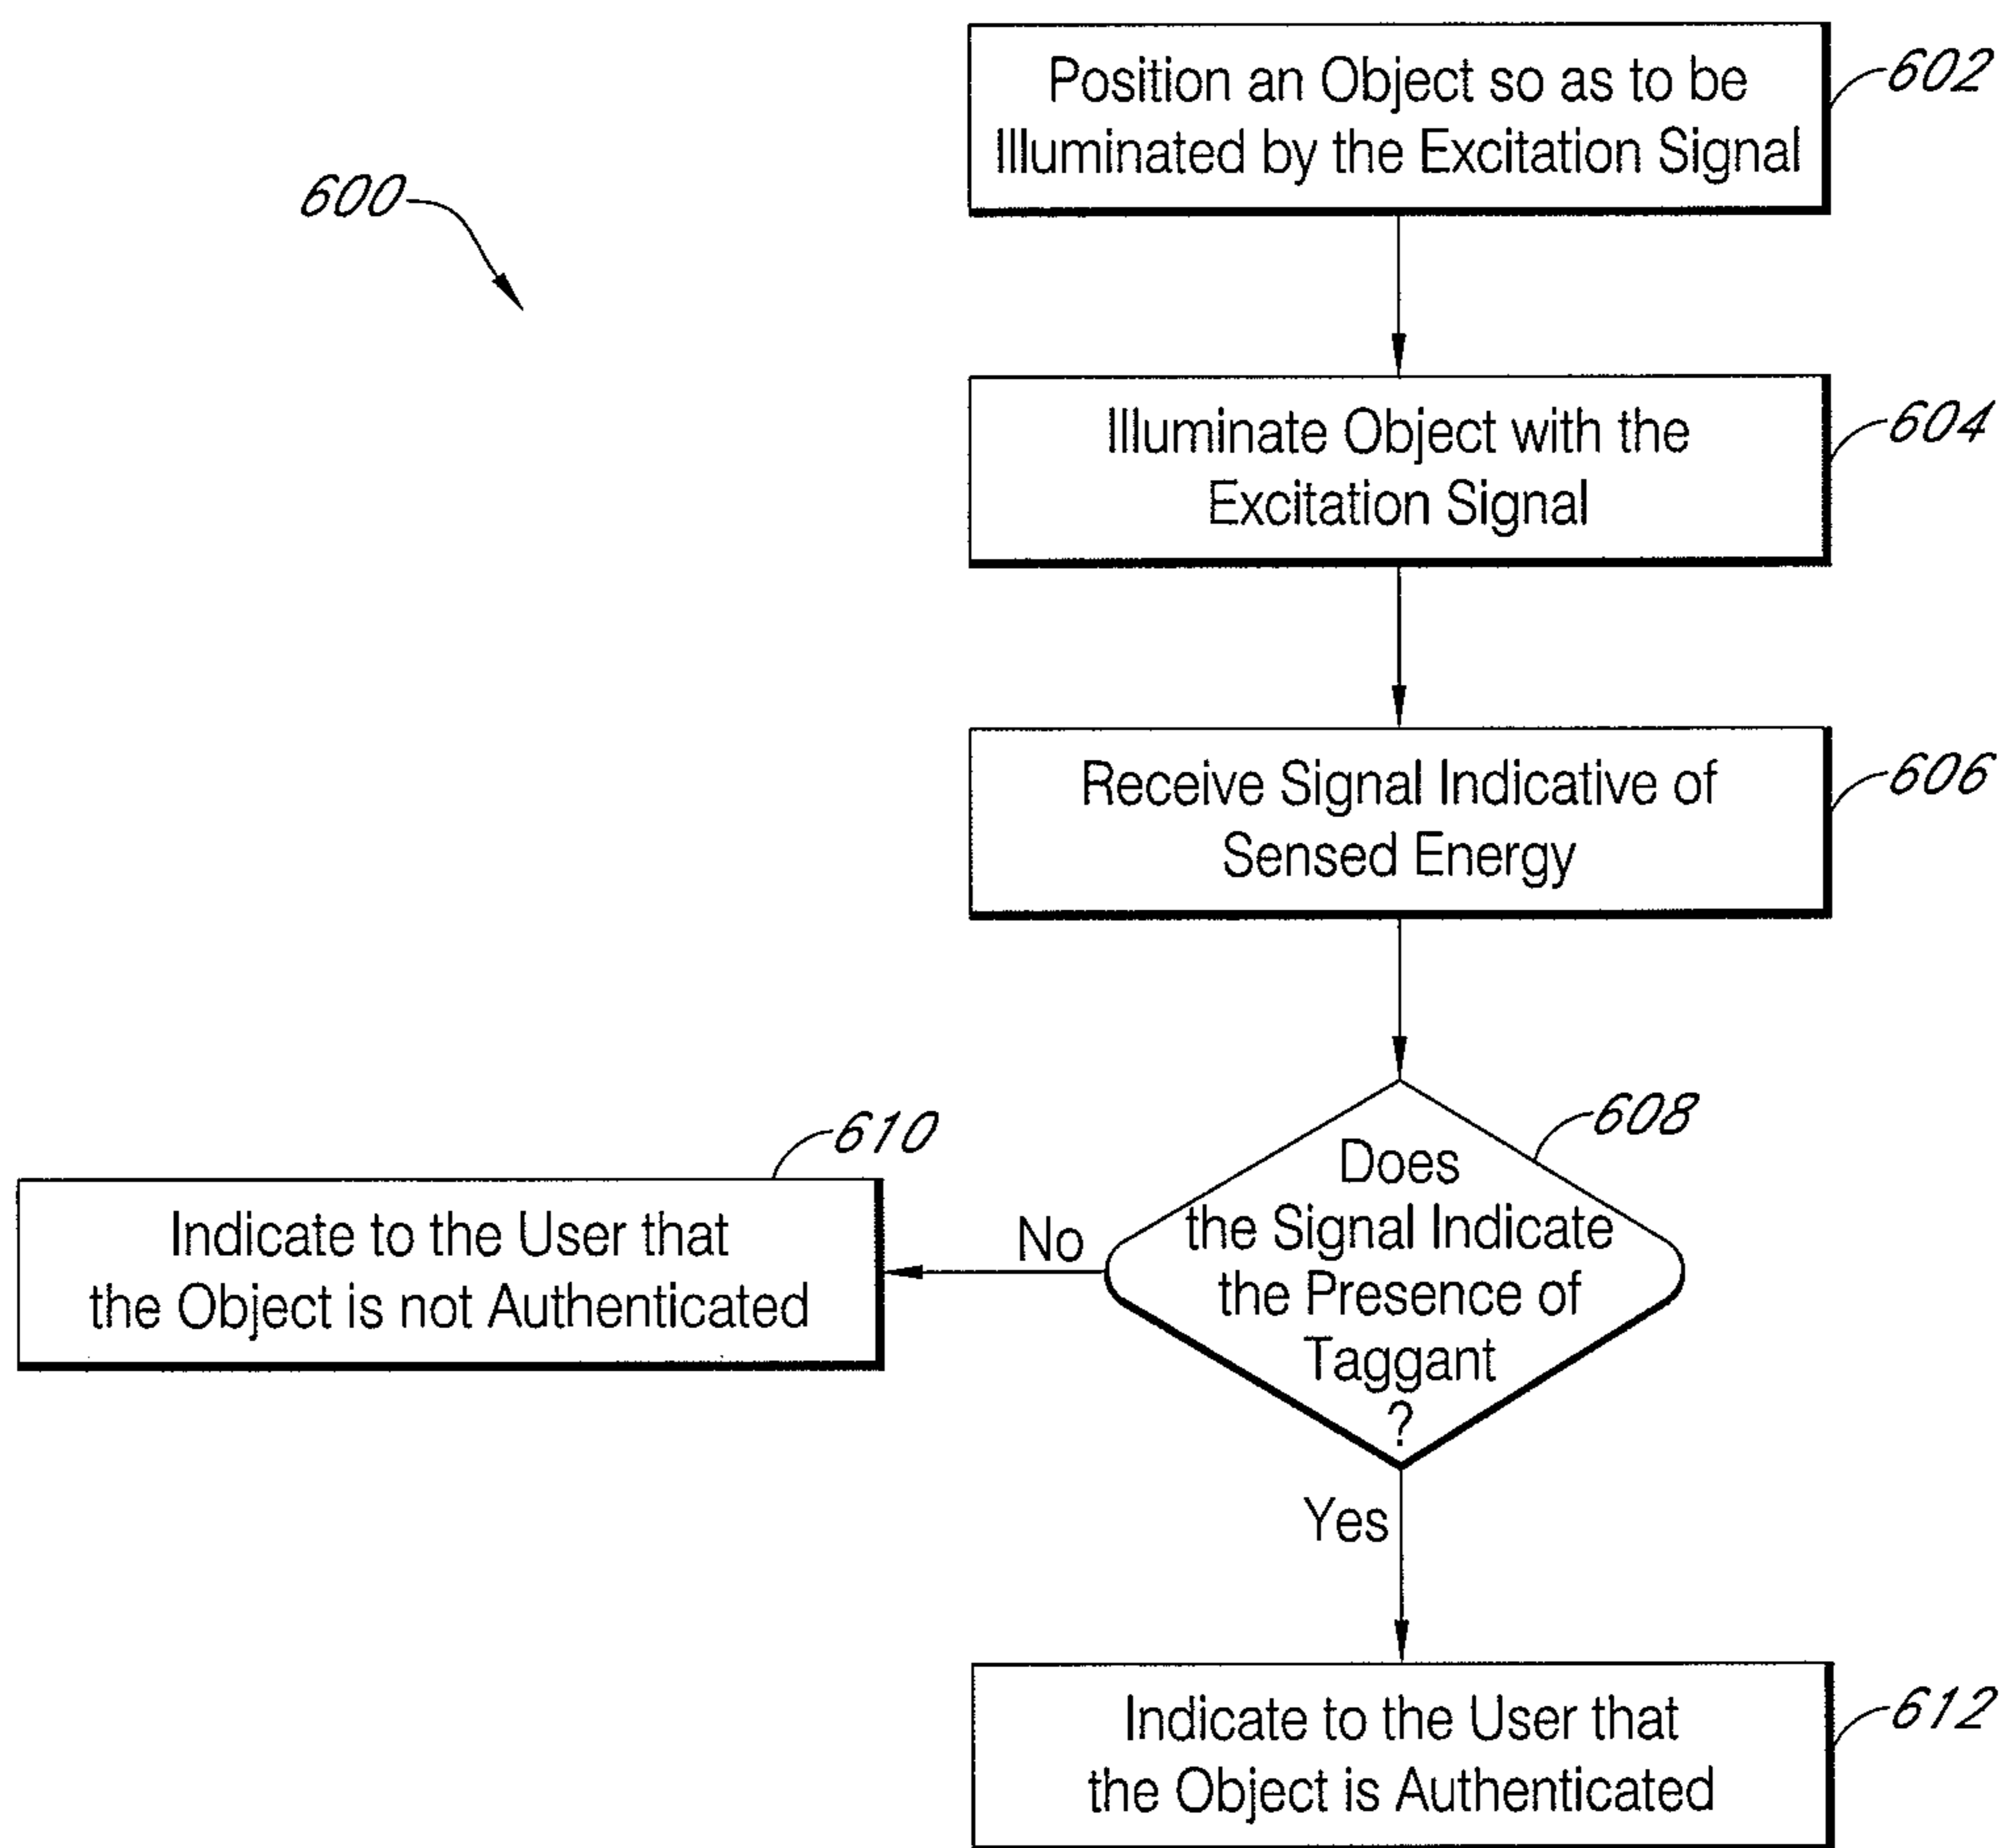 Position an Object so as to be
Illuminated by the Excitation Signal
602
600
Illuminate Object with the
Excitation Signal
604
Receive Signal Indicative of
Sensed Energy
606
608
Does
the Signal Indicate
the Presence of
Taggant
?
610
No
Indicate to the User that
the Object is not Authenticated
Yes
Indicate to the User that
the Object is Authenticated
612